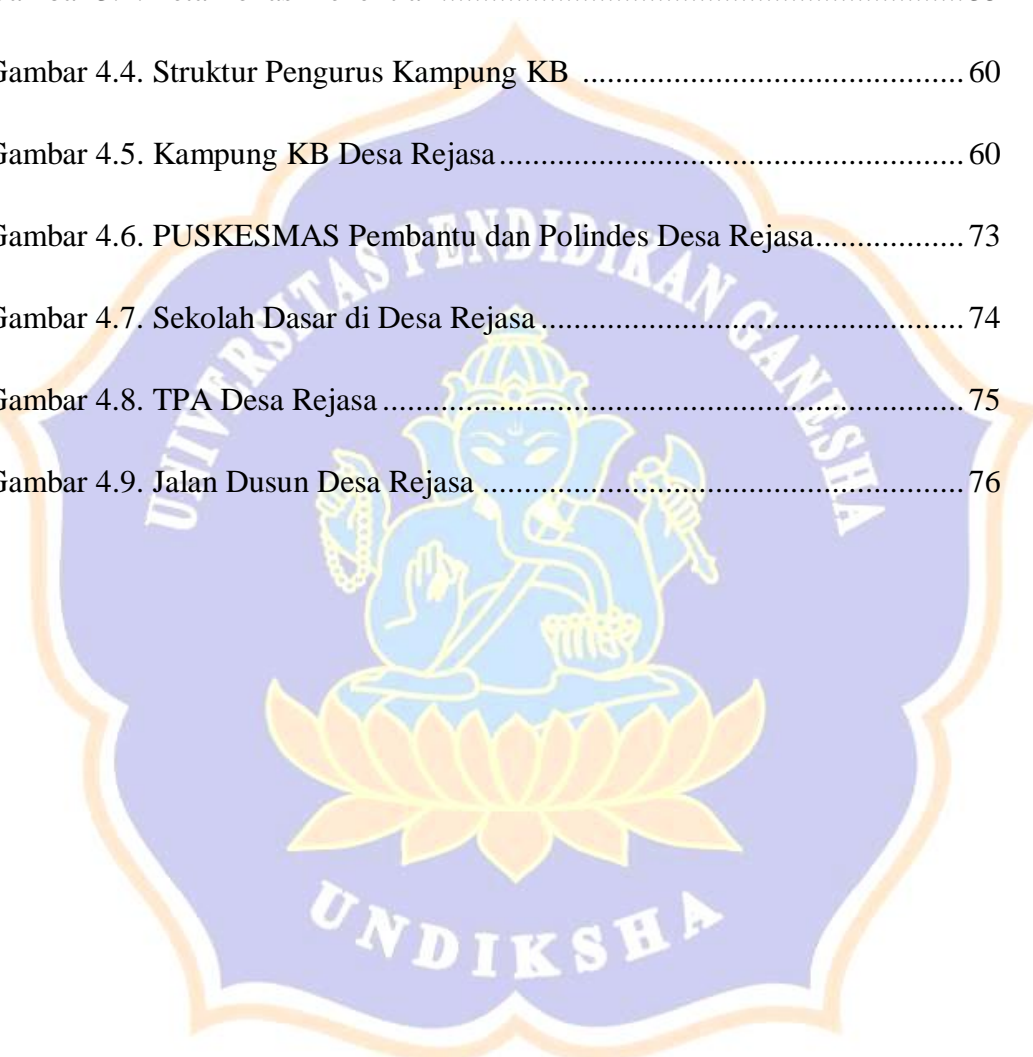 Gambar 4.4. Struktur Pengurus Kampung KB ............................................. 60
Gambar 4.5. Kampung KB Desa Rejasa ....................................................... 60
Gambar 4.6. PUSKESMAS Pembantu dan Polindes Desa Rejasa.................. 73
Gambar 4.7. Sekolah Dasar di Desa Rejasa .................................................. 74
Gambar 4.8. TPA Desa Rejasa ..................................................................... 75
Gambar 4.9. Jalan Dusun Desa Rejasa ......................................................... 76
UNIVERSITAS PENDIDIKAN GANESHA
UNDIKSHA